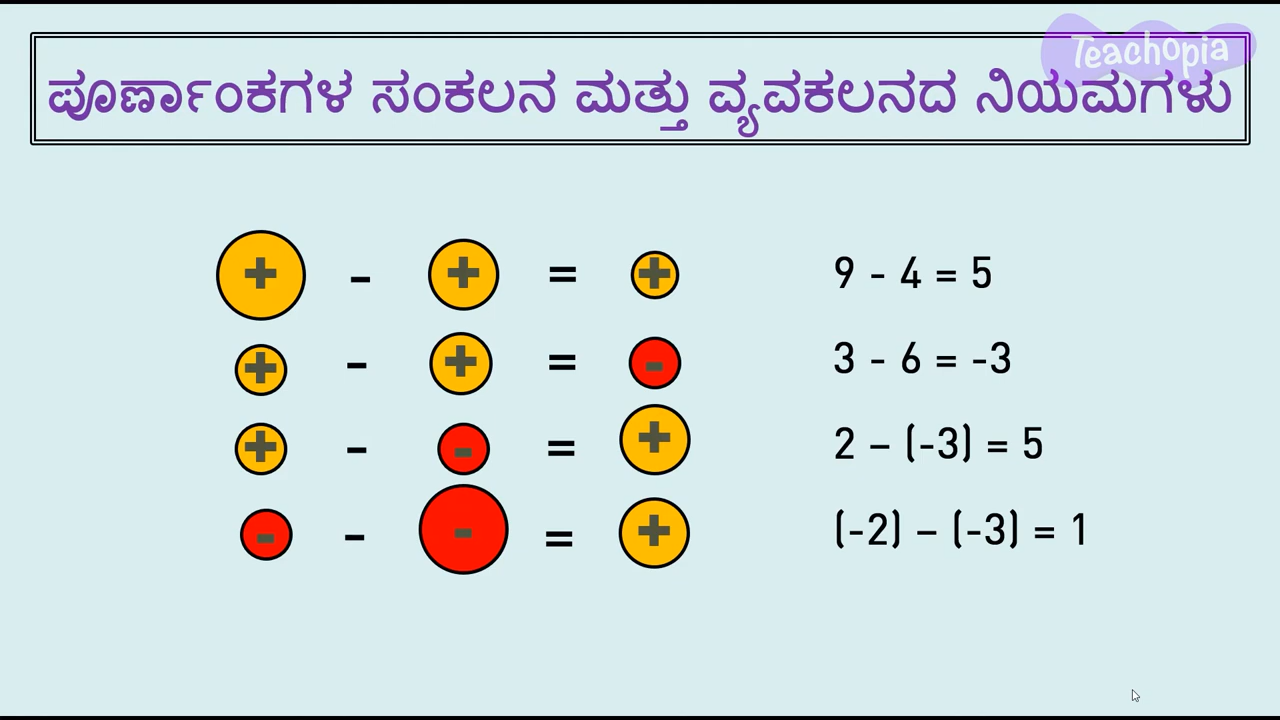 Teachopia
ಪೂರ್ಣಾಂಕಗಳ ಸಂಕಲನ ಮತ್ತು ವ್ಯವಕಲನದ ನಿಯಮಗಳು
+ - + = + 9 - 4 = 5
+ - + = - 3 - 6 = -3
+ - - = + 2 – (-3) = 5
- - - = + (-2) – (-3) = 1